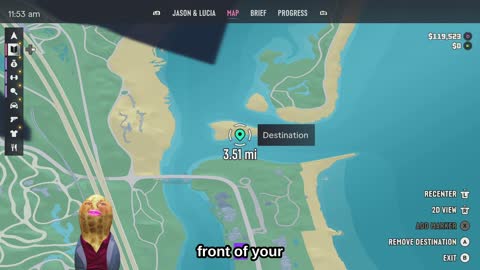 11:53 am
JASON & LUCIA MAP BRIEF PROGRESS
$119,523
$0
Destination
3.51 mi
RECENTER
2D VIEW
ADD MARKER
REMOVE DESTINATION
EXIT
front of your